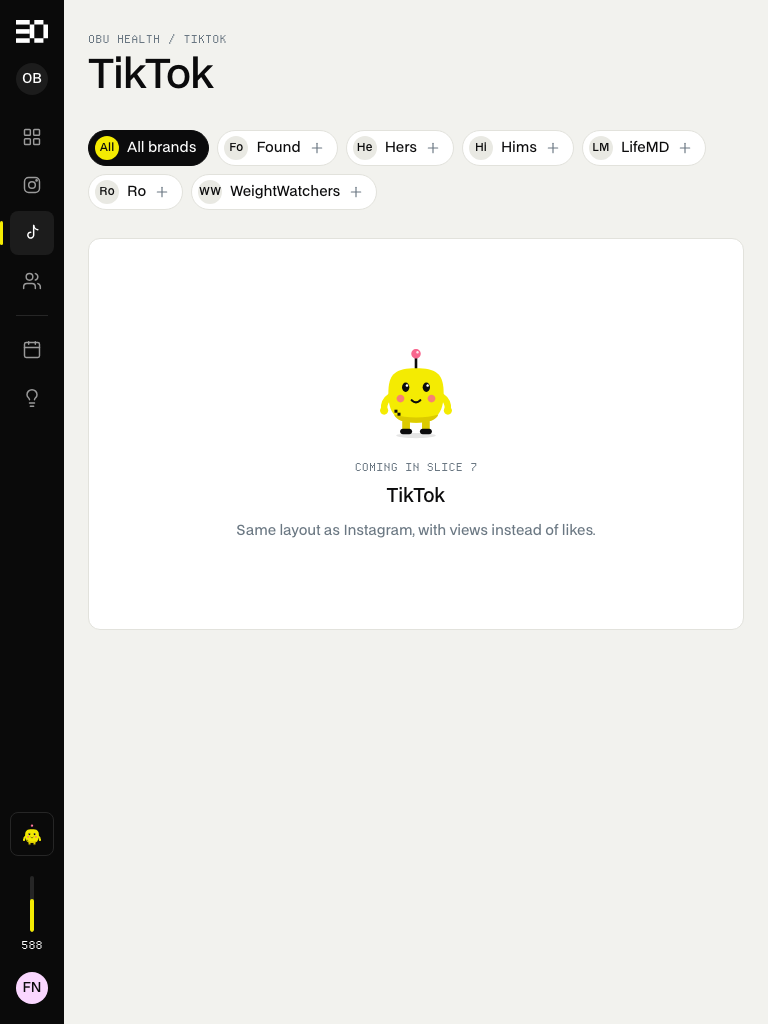 OB
588
FN
OBU HEALTH / TIKTOK
TikTok
All All brands
Fo Found +
He Hers +
Hi Hims +
LM LifeMD +
Ro Ro +
WW WeightWatchers +
COMING IN SLICE 7
TikTok
Same layout as Instagram, with views instead of likes.